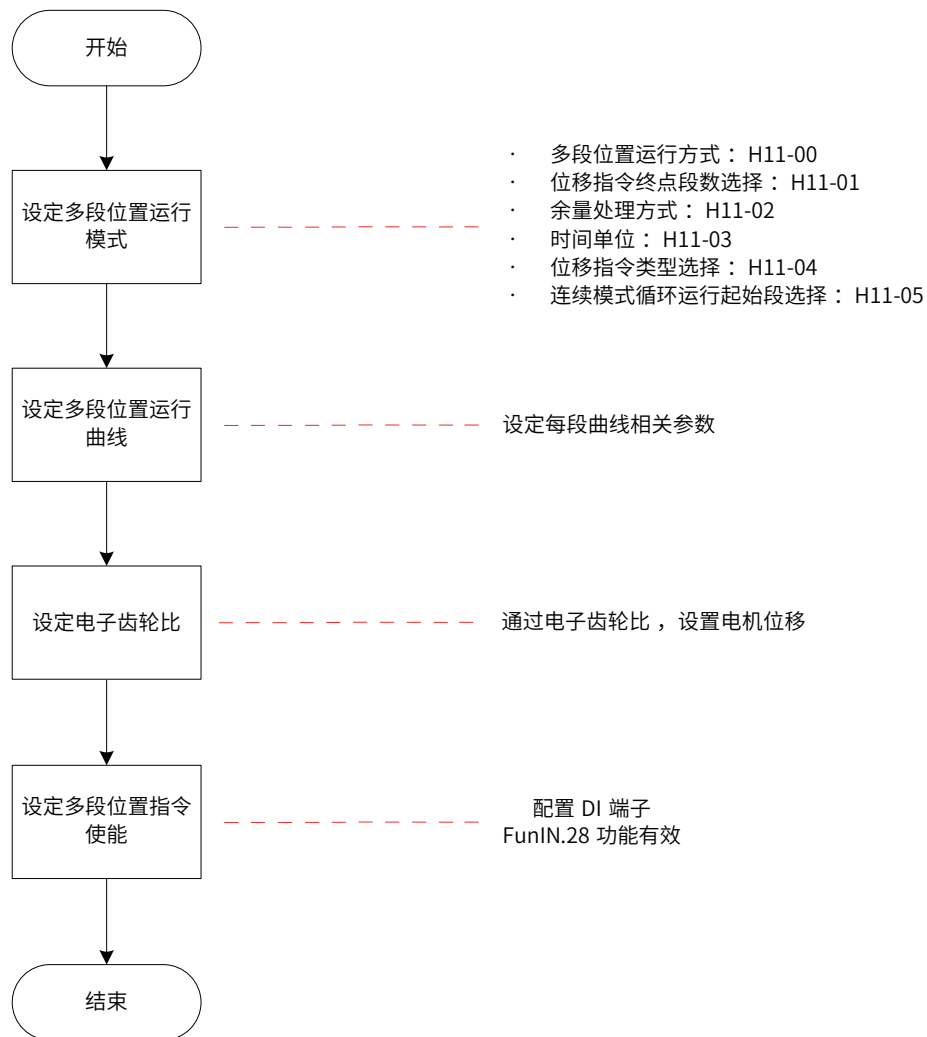 开始
设定多段位置运行
模式
· 多段位置运行方式 ：H11-00
· 位移指令终点段数选择 ：H11-01
· 余量处理方式 ：H11-02
· 时间单位 ：H11-03
· 位移指令类型选择 ：H11-04
· 连续模式循环运行起始段选择 ：H11-05
设定多段位置运行
曲线
设定每段曲线相关参数
设定电子齿轮比
通过电子齿轮比 ，设置电机位移
设定多段位置指令
使能
配置 DI 端子
FunIN.28 功能有效
结束